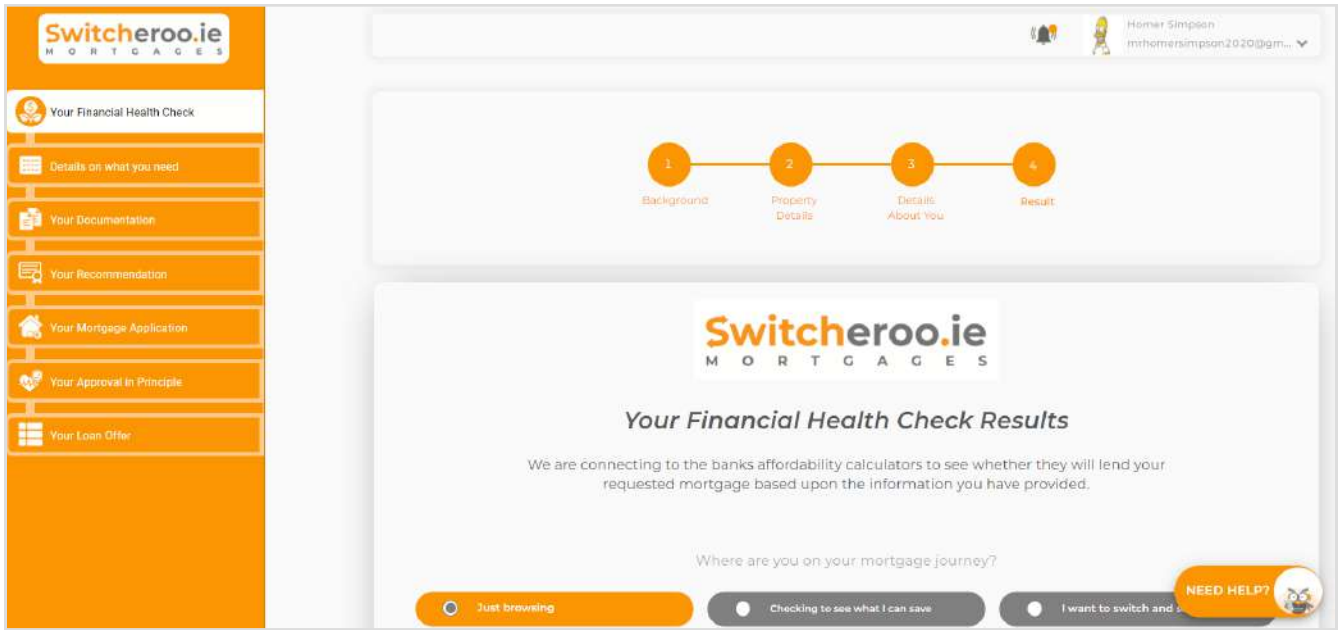 Switcheroo.ie
MORTGAGES
Your Financial Health Check
Details on what you need
Your Documentation
Your Recommendation
Your Mortgage Application
Your Approval in Principle
Your Loan Offer
Homer Simpson
mrhomersimpson2020@gm...
1
2
3
4
Background
Property
Details
Details
About You
Result
Switcheroo.ie
MORTGAGES
Your Financial Health Check Results
We are connecting to the banks affordability calculators to see whether they will lend your
requested mortgage based upon the information you have provided.
Where are you on your mortgage journey?
Just browsing
Checking to see what I can save
I want to switch and
NEED HELP?